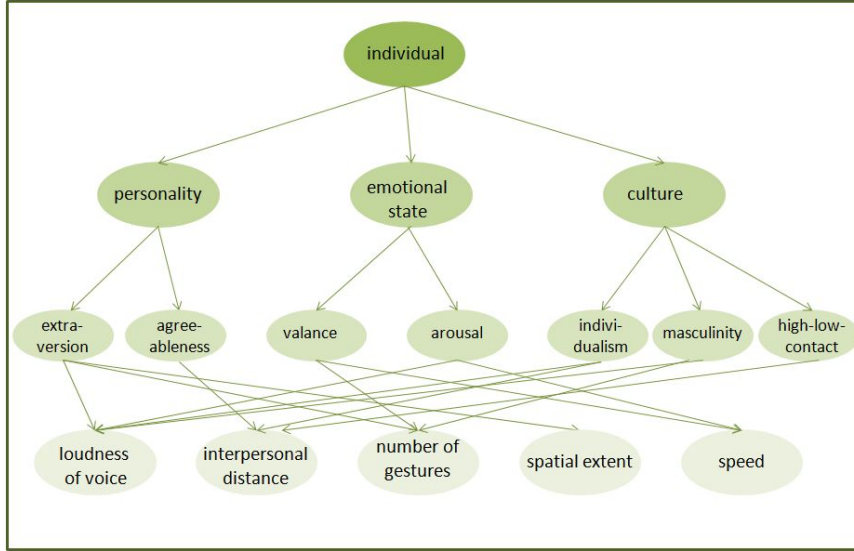 individual
personality
emotional
state
culture
extra-
version
agree-
ableness
valance
arousal
indivi-
dualism
masculinity
high-low-
contact
loudness
of voice
interpersonal
distance
number of
gestures
spatial extent
speed